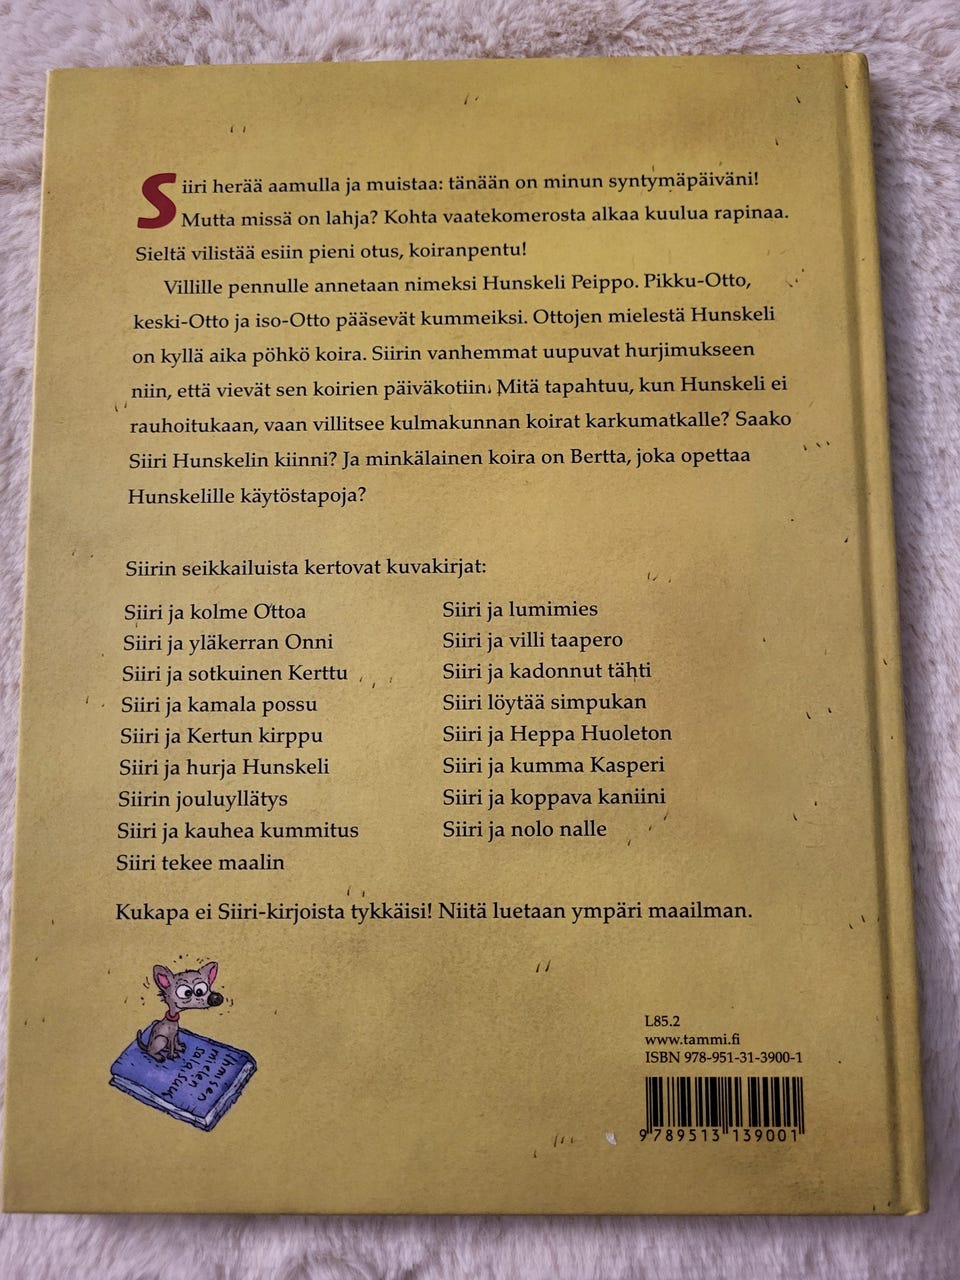 Siiri herää aamulla ja muistaa: tänään on minun syntymäpäiväni!
Mutta missä on lahja? Kohta vaatekomerosta alkaa kuulua rapinaa.
Sieltä vilistää esiin pieni otus, koiranpentu!
Villille pennulle annetaan nimeksi Hunskeli Peippo. Pikku-Otto,
keski-Otto ja iso-Otto pääsevät kummeiksi. Ottojen mielestä Hunskeli
on kyllä aika pöhkö koira. Siirin vanhemmat uupuvat hurjimukseen
niin, että vievät sen koirien päiväkotiin. Mitä tapahtuu, kun Hunskeli ei
rauhoitukaan, vaan villitsee kulmakunnan koirat karkumatkalle? Saako
Siiri Hunskelin kiinni? Ja minkälainen koira on Bertta, joka opettaa
Hunskelille käytöstapoja?
Siirin seikkailuista kertovat kuvakirjat:
Siiri ja kolme Ottoa
Siiri ja yläkerran Onni
Siiri ja sotkuinen Kerttu
Siiri ja kamala possu
Siiri ja Kertun kirppu
Siiri ja hurja Hunskeli
Siirin jouluyllätys
Siiri ja kauhea kummitus
Siiri tekee maalin
Siiri ja lumimies
Siiri ja villi taapero
Siiri ja kadonnut tähti
Siiri löytää simpukan
Siiri ja Heppa Huoleton
Siiri ja kumma Kasperi
Siiri ja koppava kaniini
Siiri ja nolo nalle
Kukapa ei Siiri-kirjoista tykkäisi! Niitä luetaan ympäri maailman.
Ihmisen
mielen
salaisuus
L85.2
www.tammi.fi
ISBN 978-951-31-3900-1
9 789513 139001